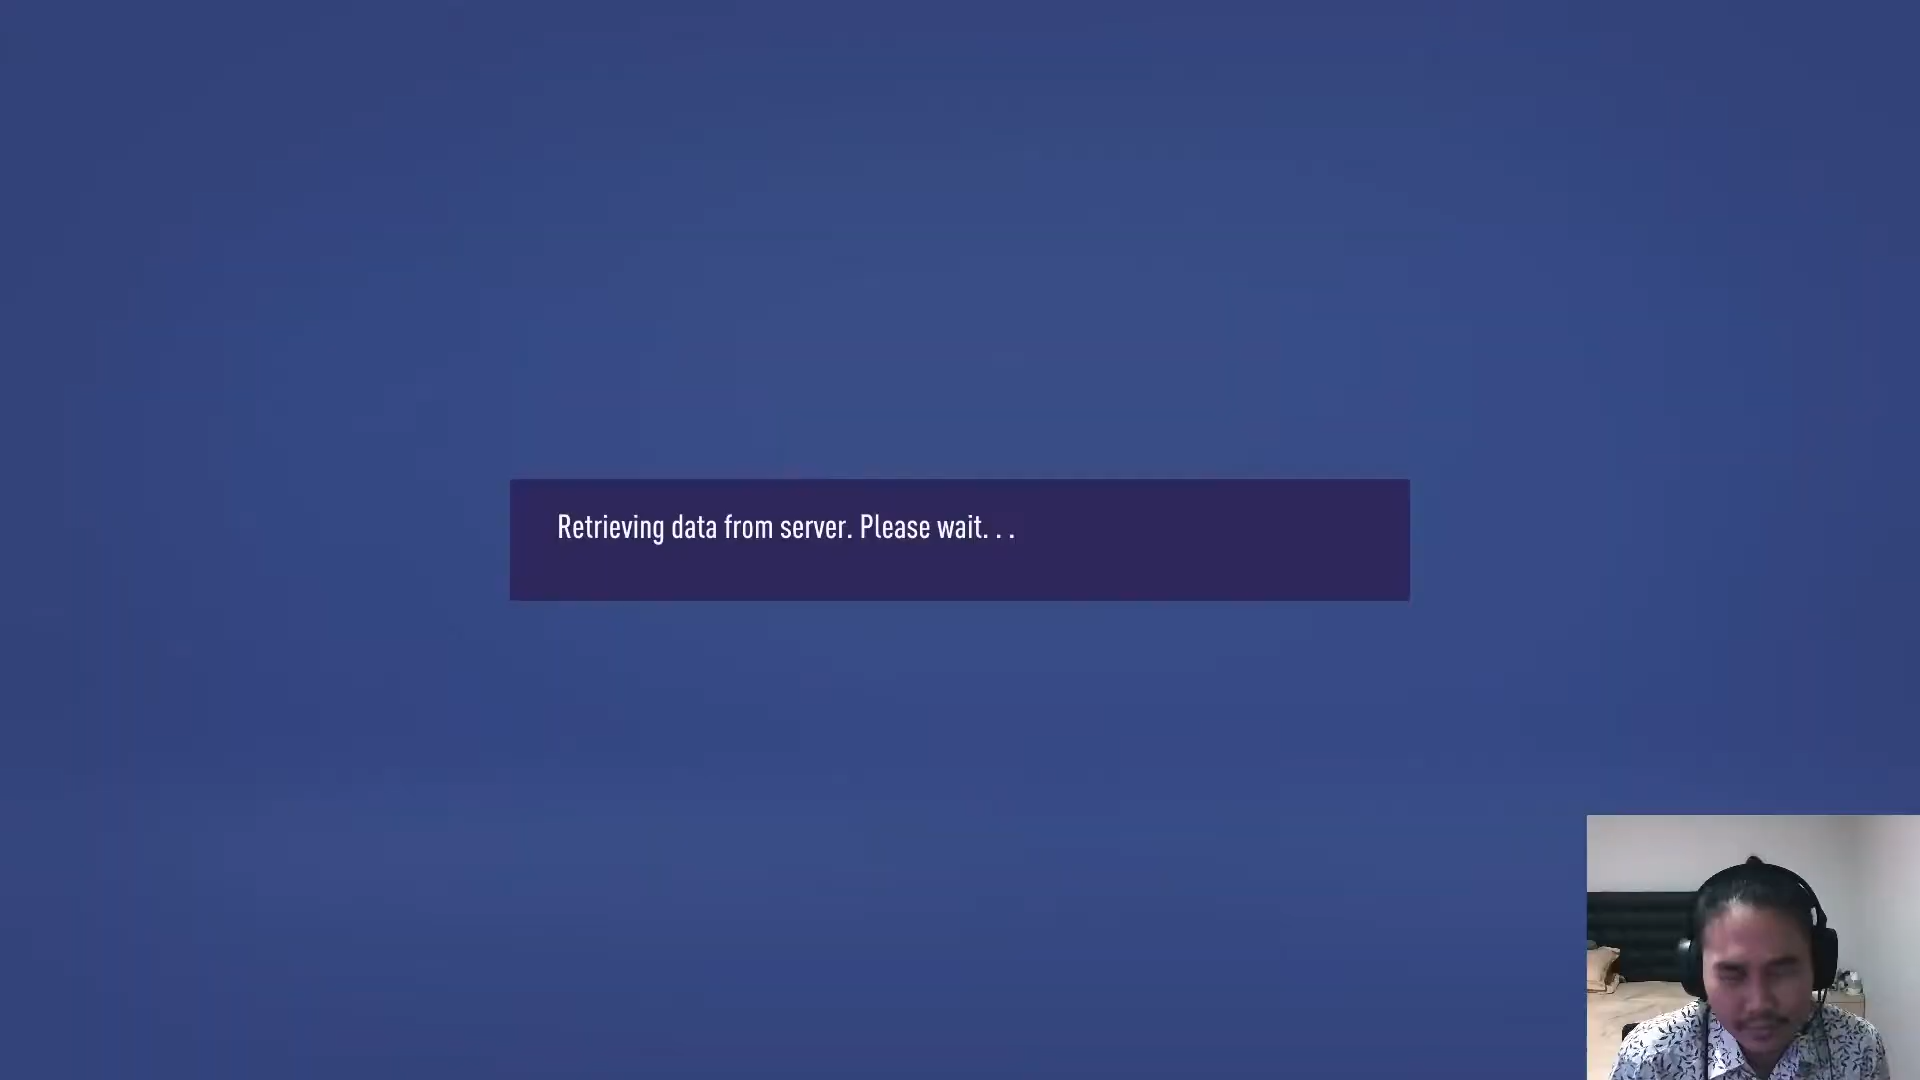 Retrieving data from server. Please wait. . .